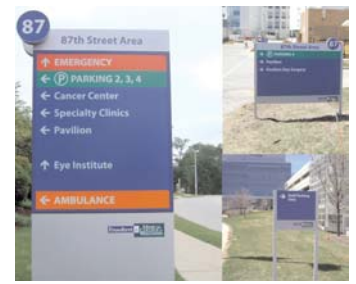 87
87th Street Area
EMERGENCY
P PARKING 2, 3, 4
Cancer Center
Specialty Clinics
Pavilion
Eye Institute
AMBULANCE
Froedtert
87th Street Area
87
Pavilion